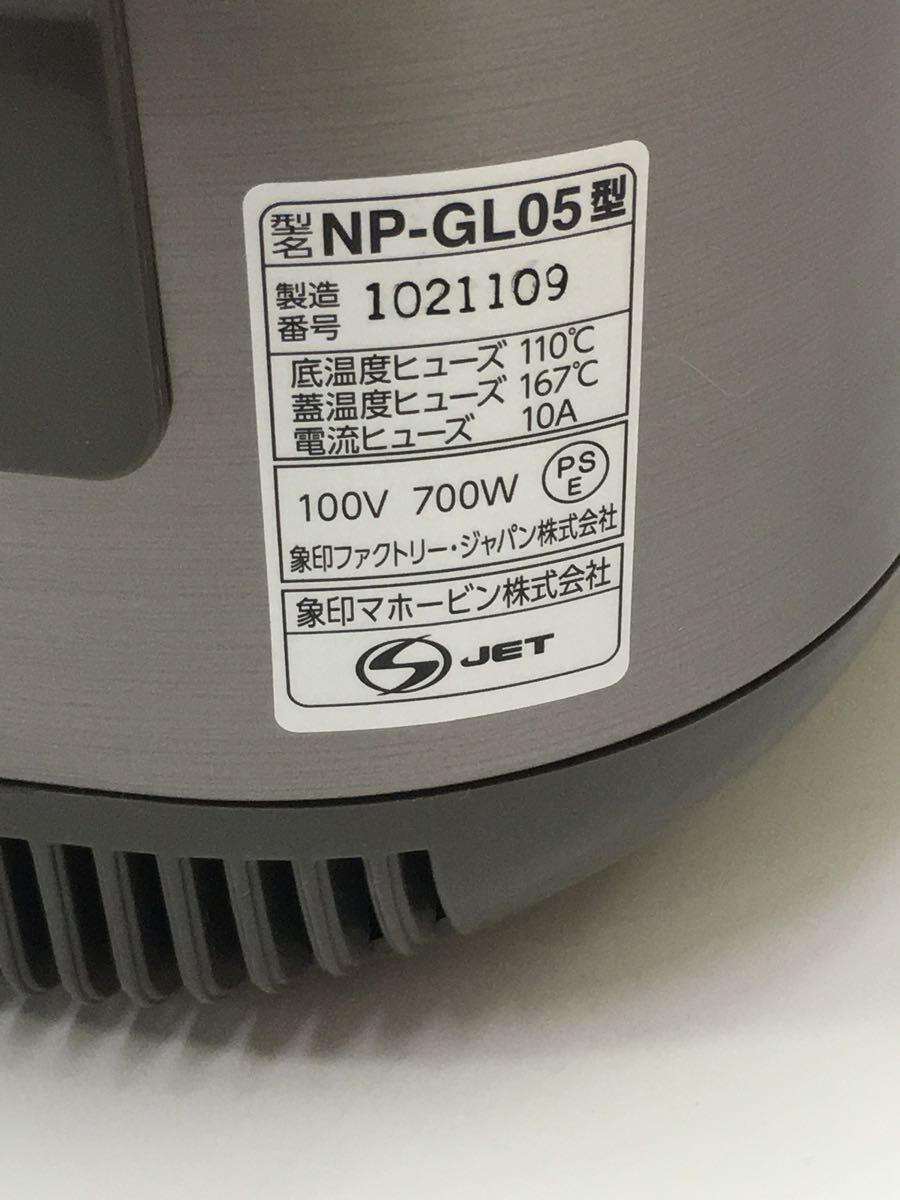 型名 NP-GL05型
製造番号 1021109
底温度ヒューズ 110℃
蓋温度ヒューズ 167℃
電流ヒューズ 10A
100V 700W PSE
象印ファクトリー・ジャパン株式会社
象印マホービン株式会社
S JET